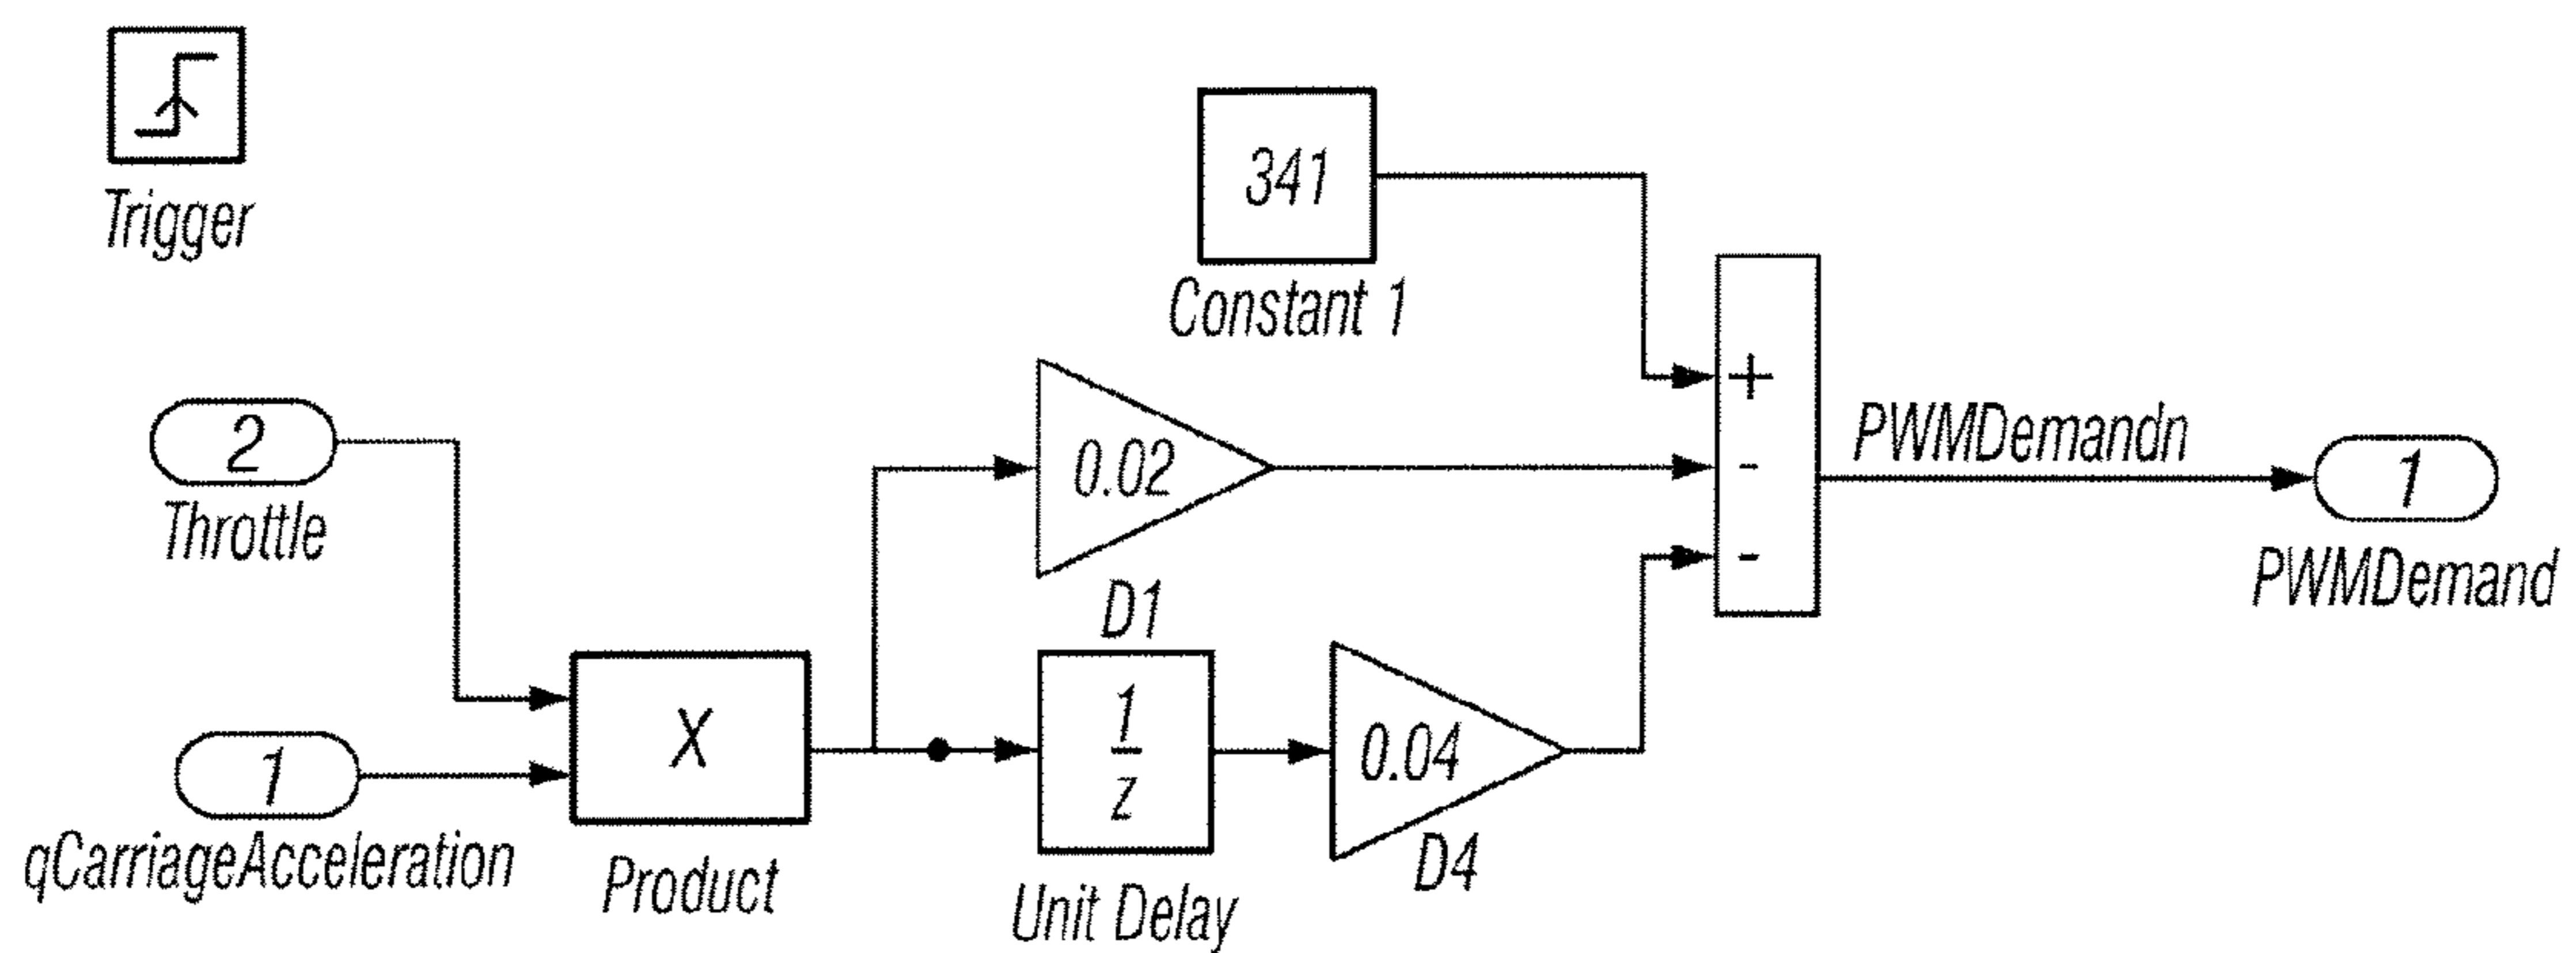 Trigger
341
Constant 1
2
Throttle
0.02
D1
+
-
-
PWMDemandn
1
PWMDemand
1
qCarriageAcceleration
X
Product
1
z
Unit Delay
0.04
D4